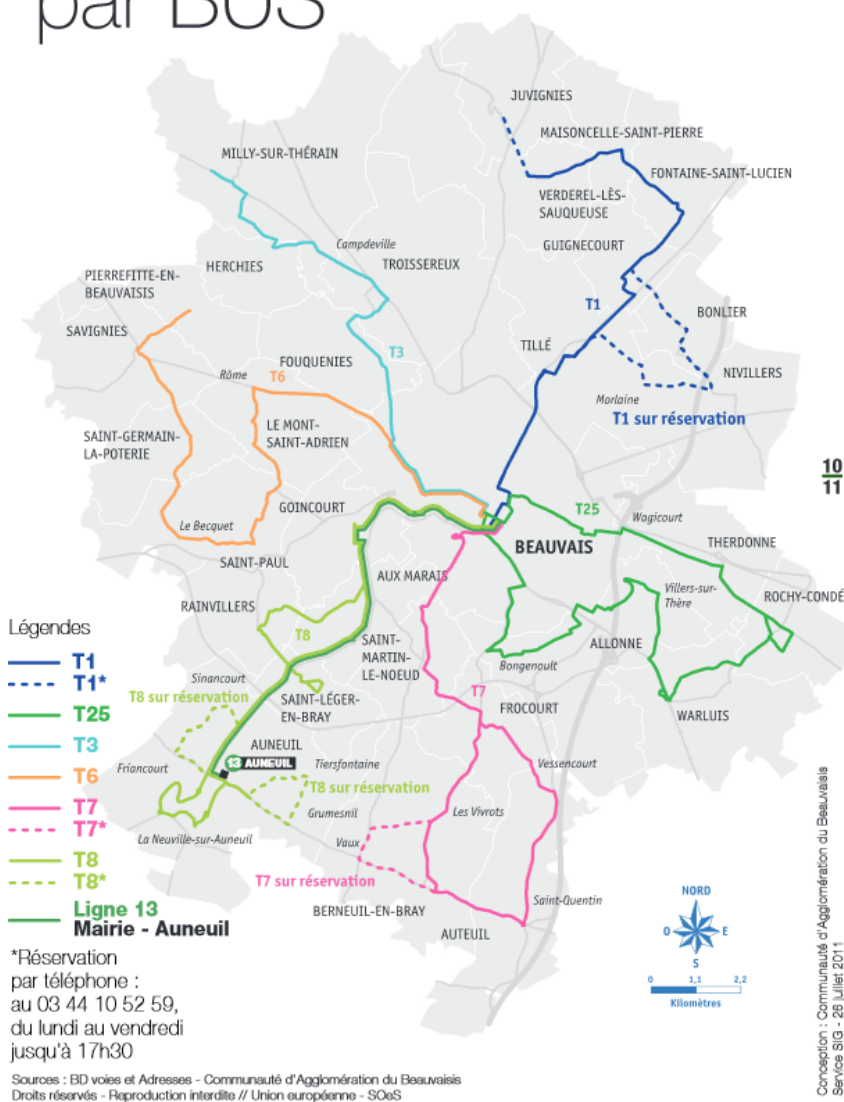 par BUS
JUVIGNIES
MAISONCELLE-SAINT-PIERRE
MILLY-SUR-THÉRAIN
FONTAINE-SAINT-LUCIEN
VERDEREL-LÈS-
SAUQUEUSE
GUIGNECOURT
Campdeville
TROISSEREUX
HERCHIES
PIERREFITTE-EN-
BEAUVAISIS
T1
BONLIER
SAVIGNIES
TILLÉ
T3
FOUQUENIES
Rôme
T6
NIVILLERS
Morlaine
T1 sur réservation
LE MONT-
SAINT-ADRIEN
SAINT-GERMAIN-
LA-POTERIE
10
11
GOINCOURT
T25
Wagicourt
Le Becquet
BEAUVAIS
THERDONNE
SAINT-PAUL
AUX MARAIS
Villers-sur-
Thère
ROCHY-CONDÉ
RAINVILLERS
Légendes
T8
SAINT-
MARTIN-
LE-NOEUD
ALLONNE
Bongenoult
T1
T1*
T25
T3
T6
T7
T7*
T8
T8*
Ligne 13
Mairie - Auneuil
Sinancourt
T8 sur réservation
SAINT-LÉGER-
EN-BRAY
T7
FROCOURT
WARLUIS
AUNEUIL
13 AUNEUIL
Friancourt
Tiersfontaine
Vessencourt
T8 sur réservation
Grumesnil
Les Vivrots
La Neuville-sur-Auneuil
Vaux
T7 sur réservation
BERNEUIL-EN-BRAY
Saint-Quentin
AUTEUIL
NORD
O
E
S
0 1,1 2,2
Kilomètres
*Réservation
par téléphone :
au 03 44 10 52 59,
du lundi au vendredi
jusqu'à 17h30
Sources : BD voies et Adresses - Communauté d'Agglomération du Beauvaisis
Droits réservés - Reproduction interdite // Union européenne - SOeS
Conception : Communauté d'Agglomération du Beauvaisis
Service SIG - 26 juillet 2011